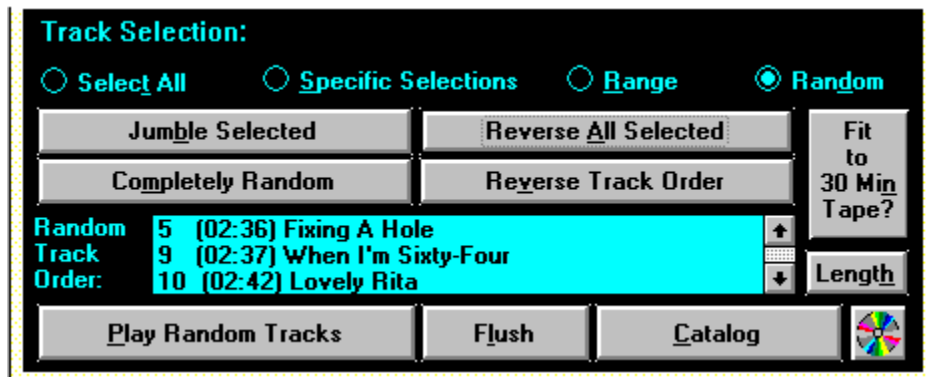 Track Selection:
Select All Specific Selections Range Random
Jumble Selected Reverse All Selected Fit
to
30 Min
Tape?
Completely Random Reverse Track Order
Random 5 (02:36) Fixing A Hole
Track 9 (02:37) When I'm Sixty-Four
Order: 10 (02:42) Lovely Rita
Length
Play Random Tracks Flush Catalog